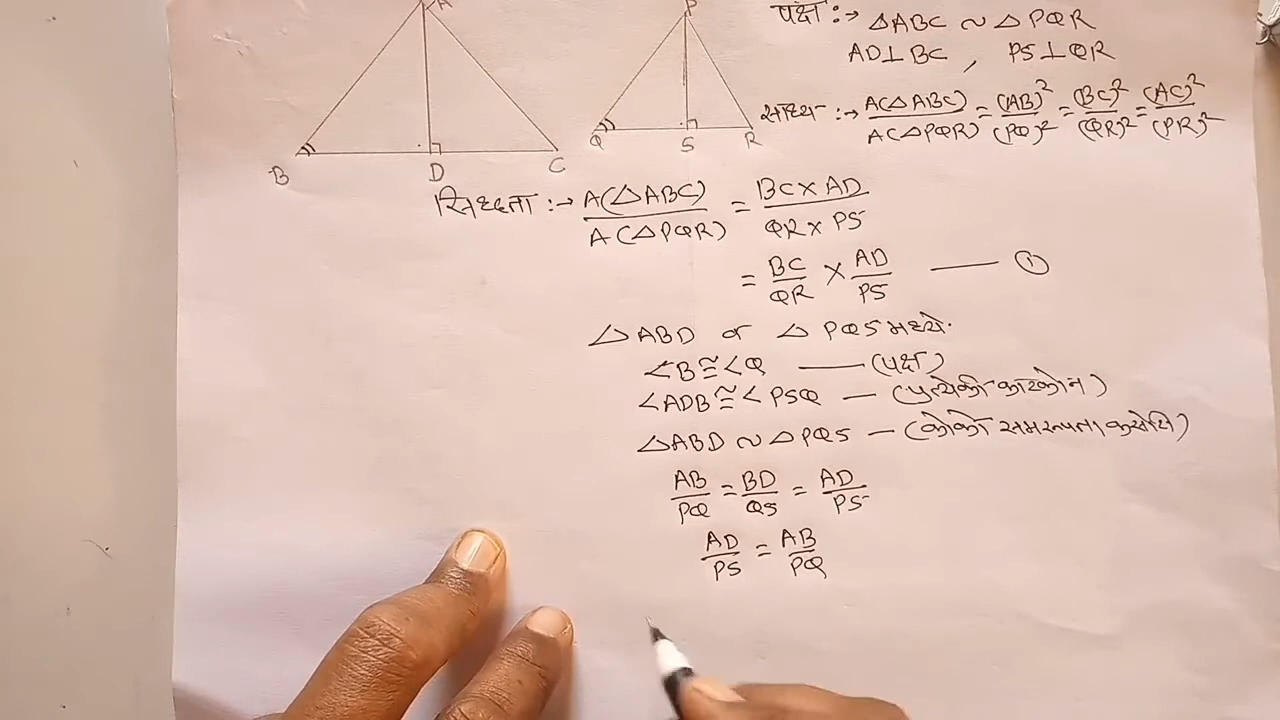 A
P
B
D
C
Q
S
R
पक्ष :→ △ABC ~ △PQR
AD⊥BC , PS⊥QR
साध्य :→ A(△ABC)/A(△PQR) = (AB)²/(PQ)² = (BC)²/(QR)² = (AC)²/(PR)²
सिध्दता :→ A(△ABC)/A(△PQR) = BC×AD/QR×PS
= BC/QR × AD/PS —— ①
△ABD व △PQS मध्ये.
∠B≅∠Q —— (पक्ष)
∠ADB≅∠PSQ — (प्रत्येकी काटकोन)
△ABD ~ △PQS — (कोको समरूपता कसोटी)
AB/PQ = BD/QS = AD/PS
AD/PS = AB/PQ